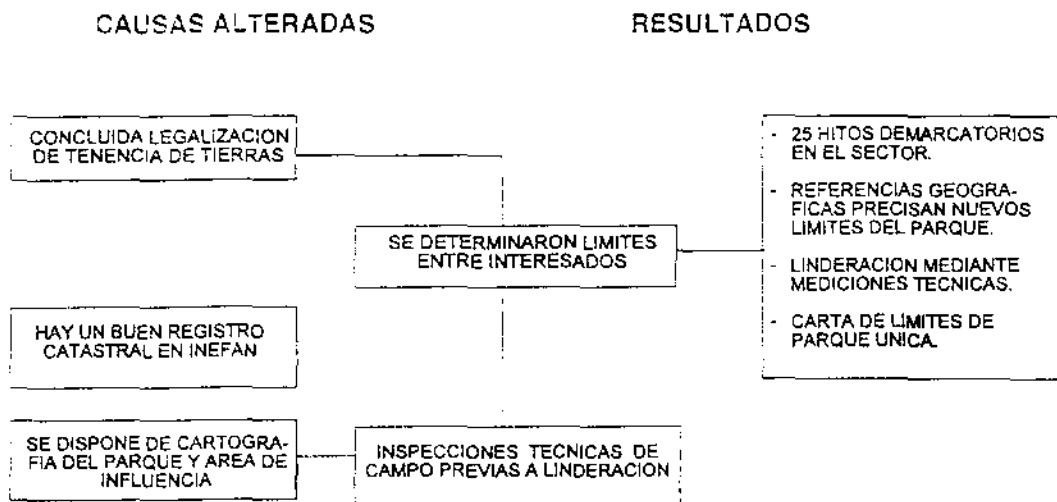 CAUSAS ALTERADAS
RESULTADOS
CONCLUIDA LEGALIZACION
DE TENENCIA DE TIERRAS
SE DETERMINARON LIMITES
ENTRE INTERESADOS
- 25 HITOS DEMARCATORIOS
EN EL SECTOR.
- REFERENCIAS GEOGRA-
FICAS PRECISAN NUEVOS
LIMITES DEL PARQUE.
- LINDERACION MEDIANTE
MEDICIONES TECNICAS.
- CARTA DE LIMITES DE
PARQUE UNICA.
HAY UN BUEN REGISTRO
CATASTRAL EN INEFAN
SE DISPONE DE CARTOGRA-
FIA DEL PARQUE Y AREA DE
INFLUENCIA
INSPECCIONES TECNICAS DE
CAMPO PREVIAS A LINDERACION